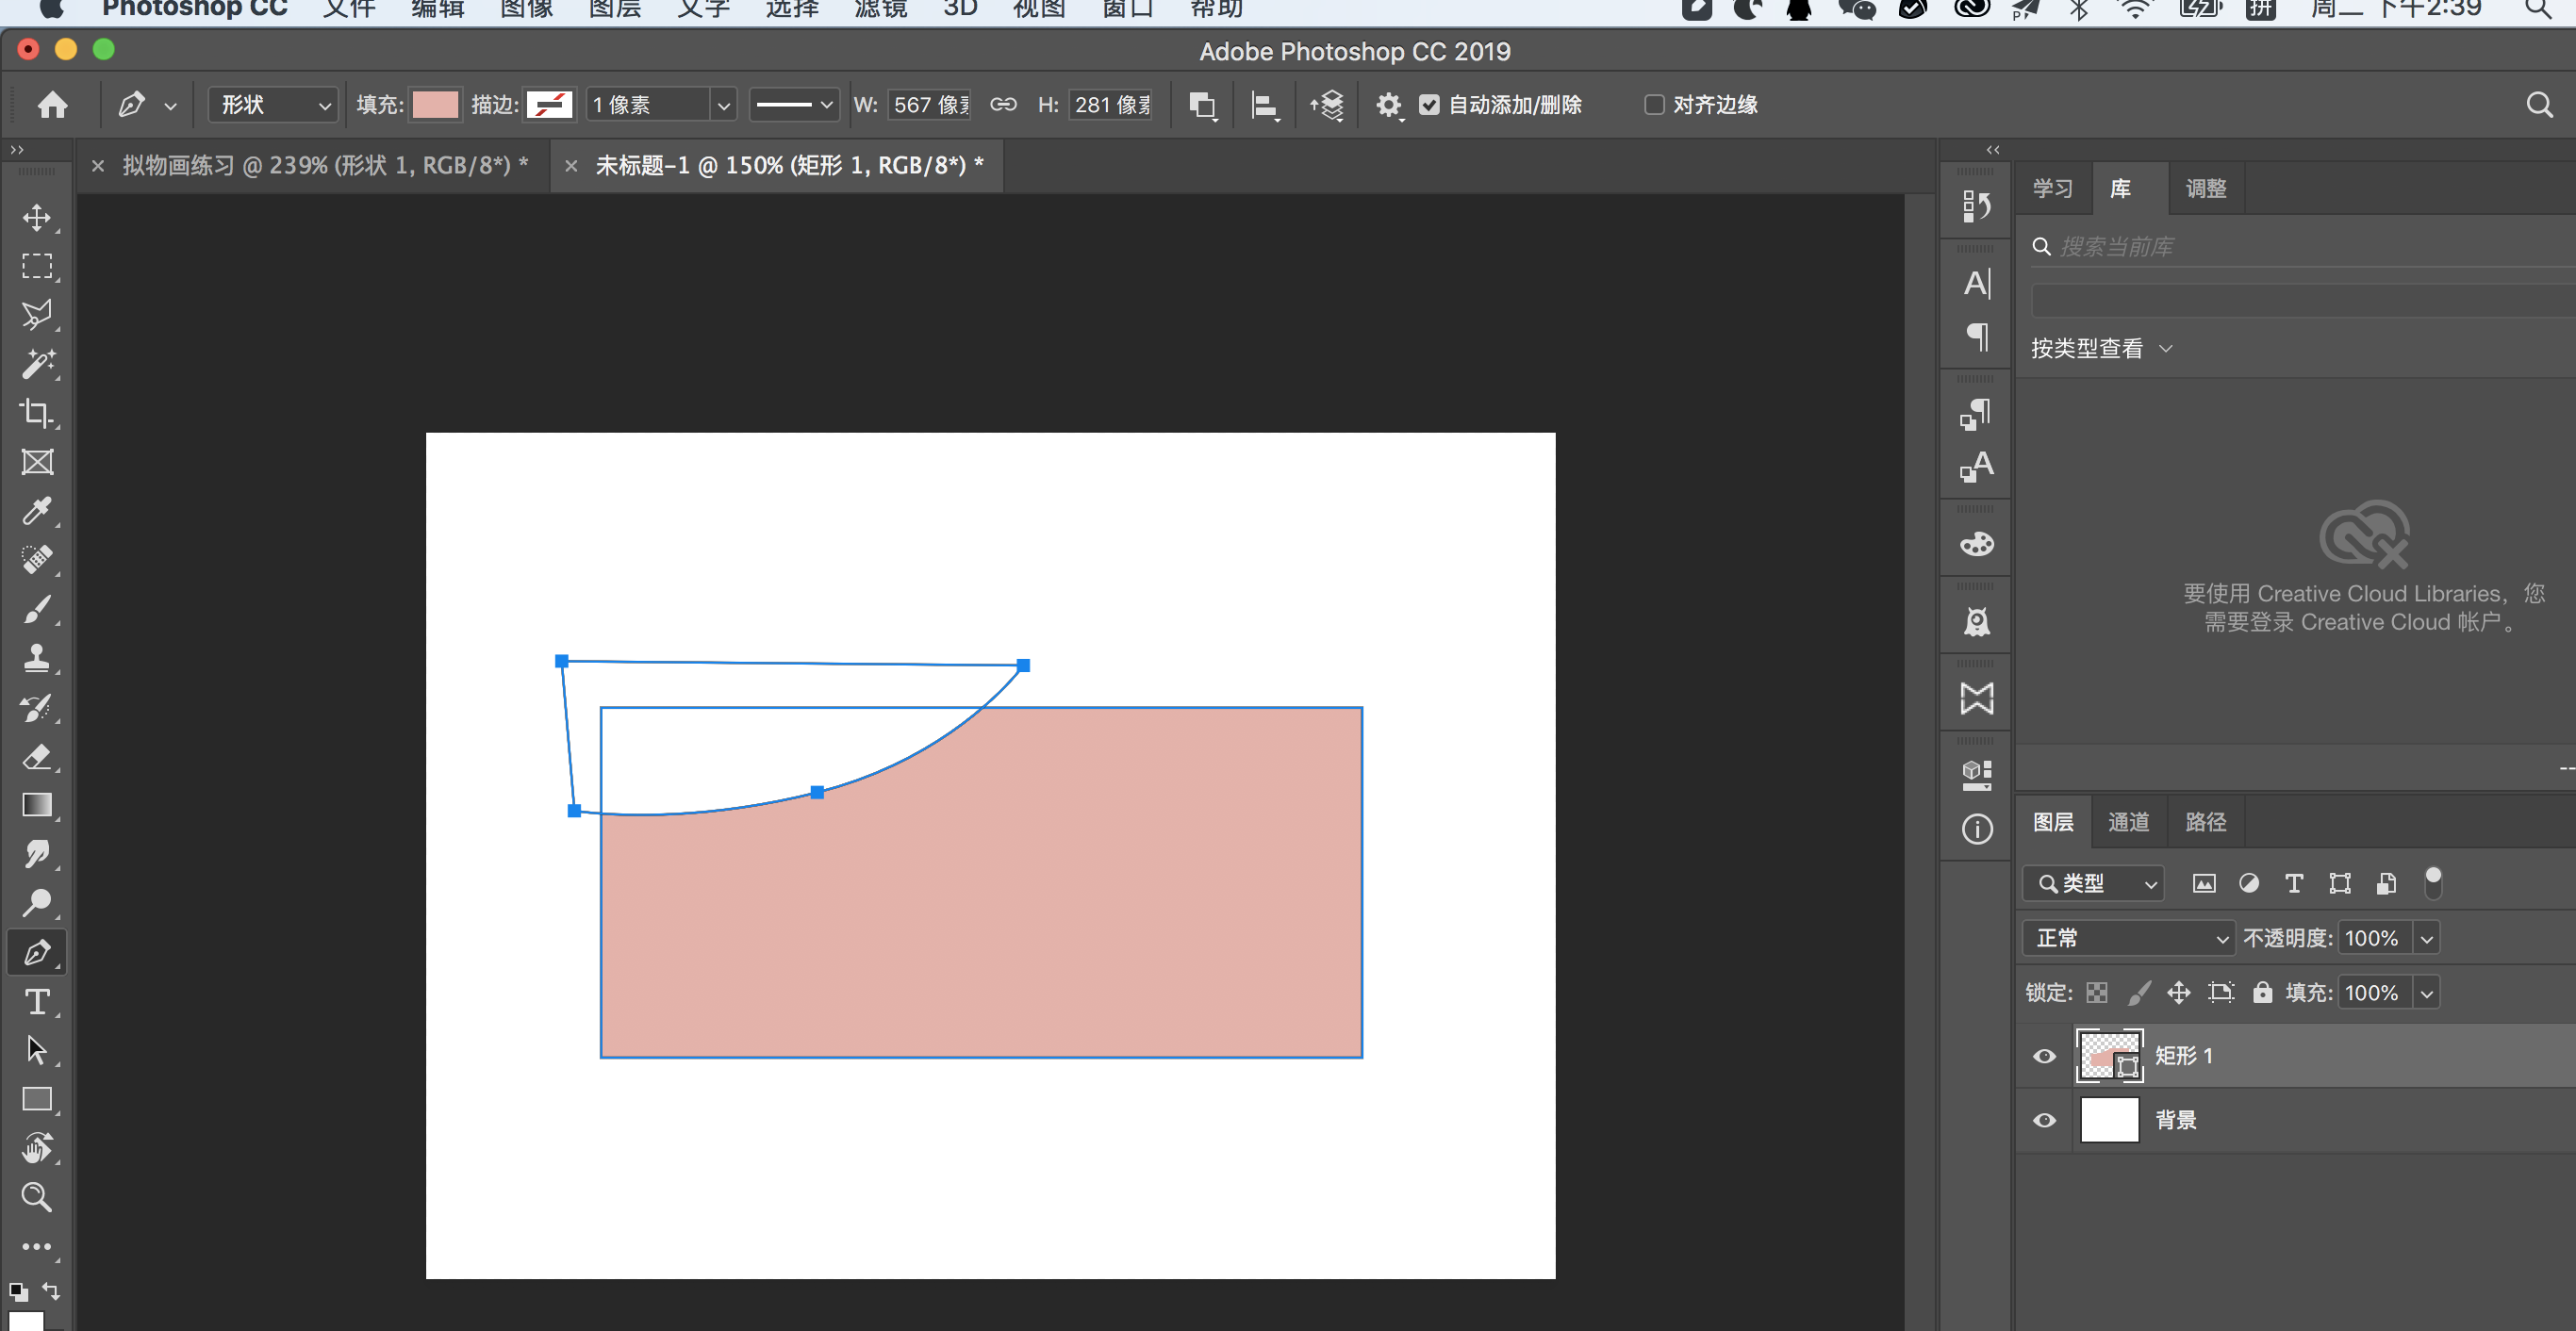 Photoshop CC 文件 编辑 图像 图层 文字 选择 滤镜 3D 视图 窗口 帮助 拼 周二 下午2:39
Adobe Photoshop CC 2019
形状 填充: 描边: 1 像素 W: 567 像素 H: 281 像素 自动添加/删除 对齐边缘
× 拟物画练习 @ 239% (形状 1, RGB/8*) * × 未标题-1 @ 150% (矩形 1, RGB/8*) *
学习 库 调整
搜索当前库
按类型查看
要使用 Creative Cloud Libraries，您
需要登录 Creative Cloud 帐户。
--
图层 通道 路径
类型
正常 不透明度: 100%
锁定: 填充: 100%
矩形 1
背景